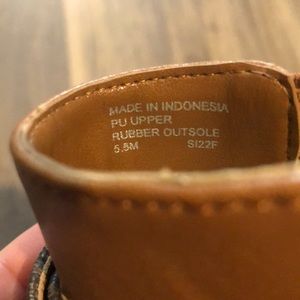 MADE IN INDONESIA
PU UPPER
RUBBER OUTSOLE
5.5M SI22F